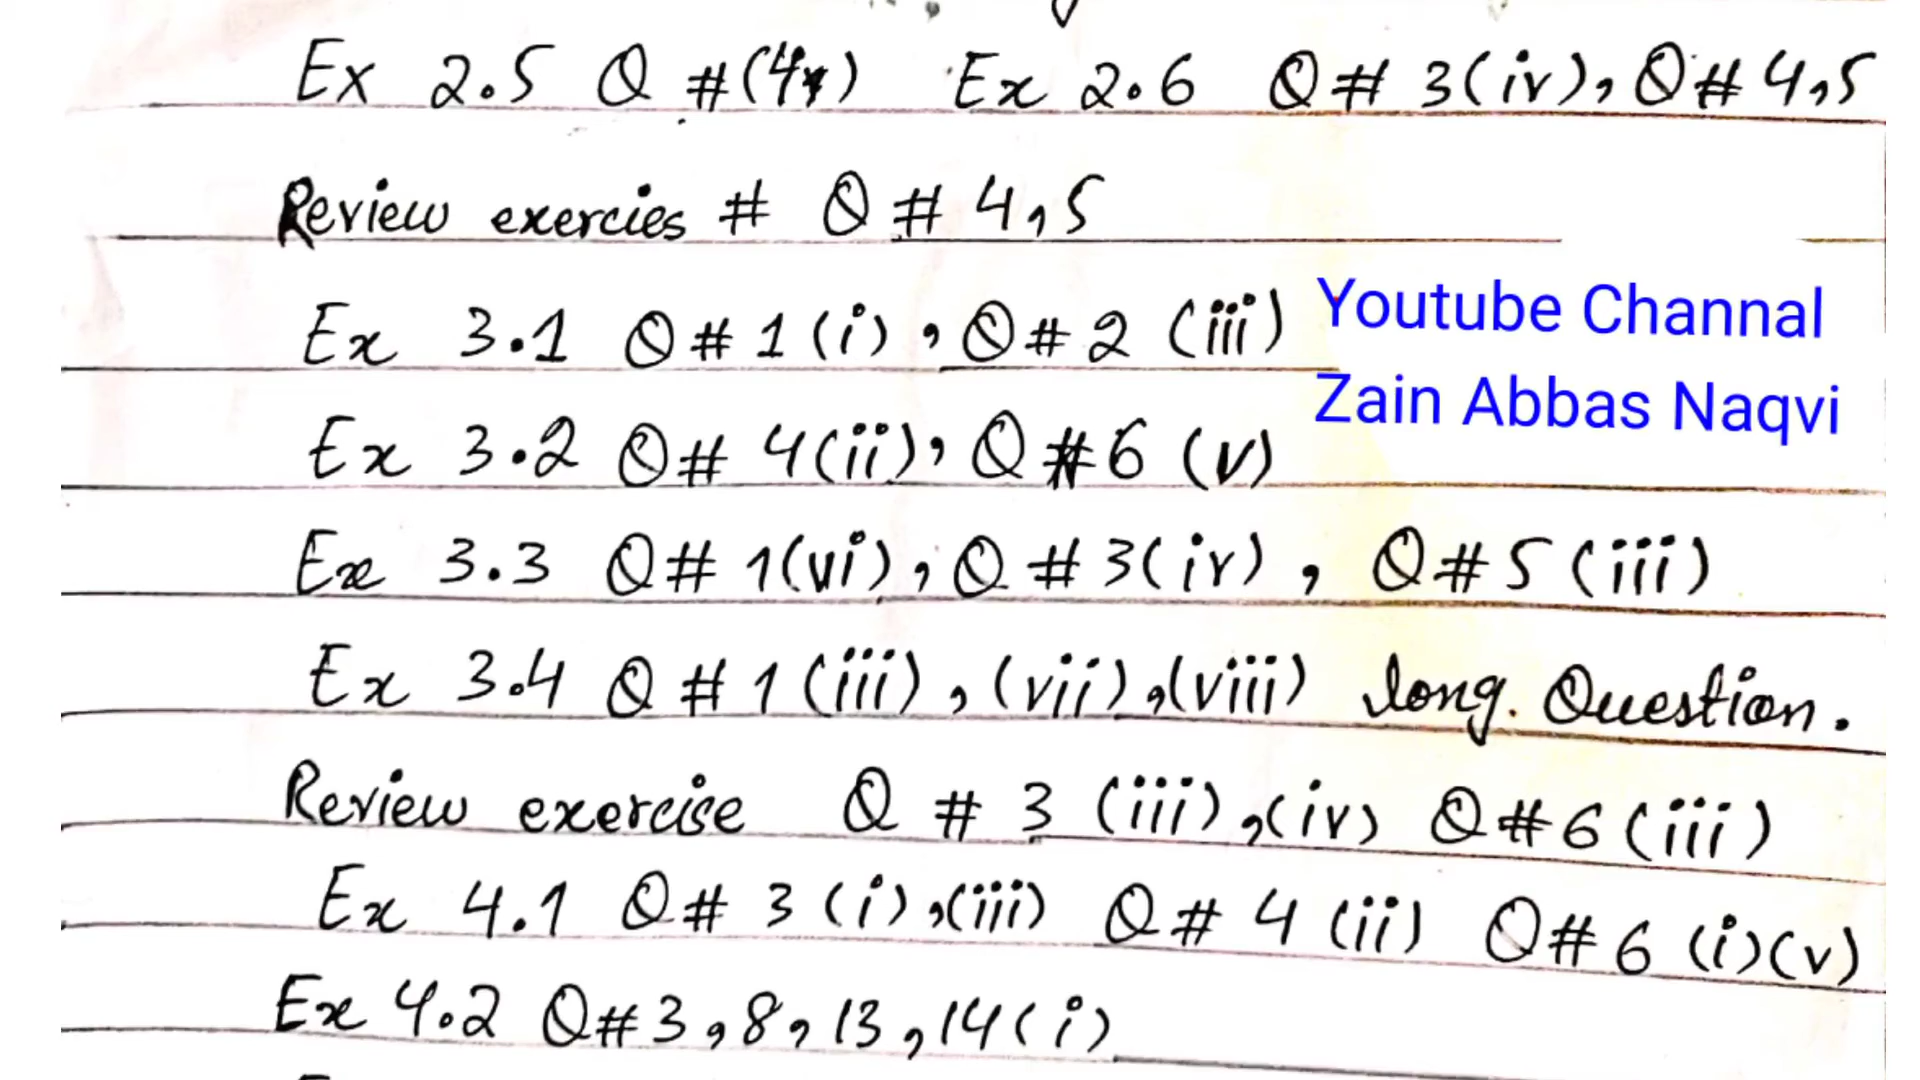 Ex 2.5 Q # (4) Ex 2.6 Q # 3(iv), Q # 4,5
Review exercies # Q # 4,5
Ex 3.1 Q # 1 (i), Q # 2 (iii)
Youtube Channal
Zain Abbas Naqvi
Ex 3.2 Q # 4(ii), Q # 6 (v)
Ex 3.3 Q # 1(vi), Q # 3(iv), Q # 5 (iii)
Ex 3.4 Q # 1 (iii), (vii), (viii) long. Question.
Review exercise Q # 3 (iii), (iv) Q # 6 (iii)
Ex 4.1 Q # 3 (i), (iii) Q # 4 (ii) Q # 6 (i)(v)
Ex 4.2 Q # 3, 8, 13, 14(i)